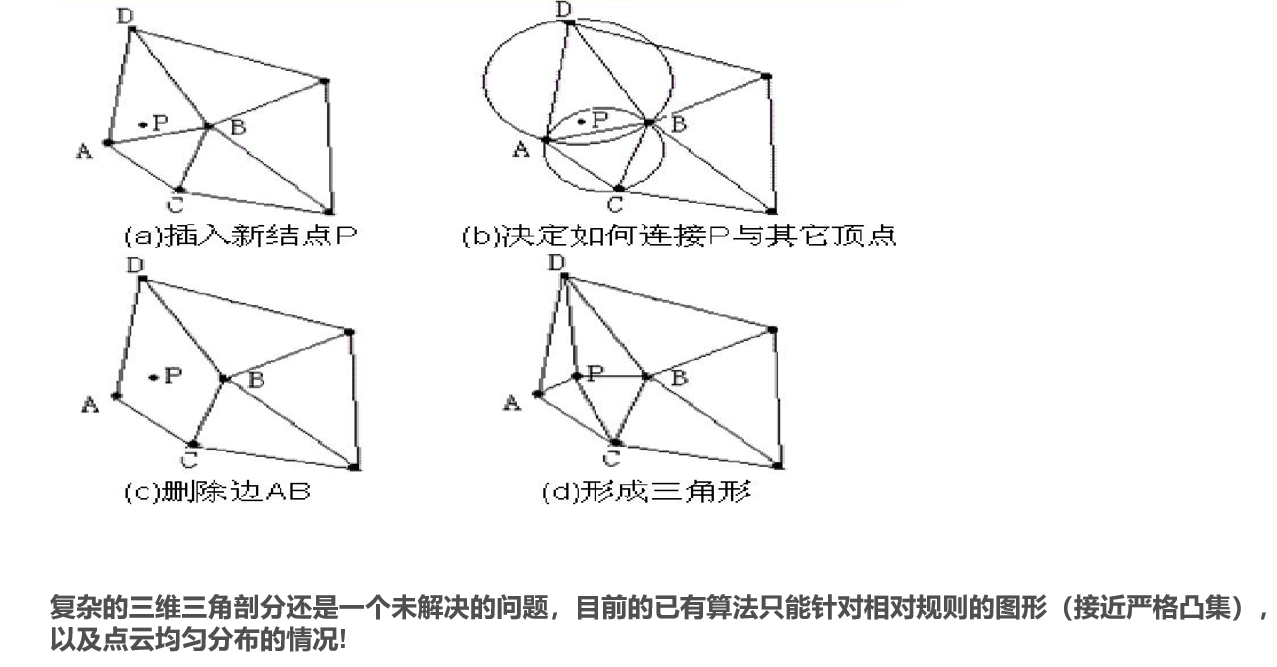 D
D
P
B
P
B
A
A
C
C
(a)插入新结点P
(b)决定如何连接P与其它顶点
D
D
P
B
P
B
A
A
C
C
(c)删除边AB
(d)形成三角形
复杂的三维三角剖分还是一个未解决的问题，目前的已有算法只能针对相对规则的图形（接近严格凸集），
以及点云均匀分布的情况!